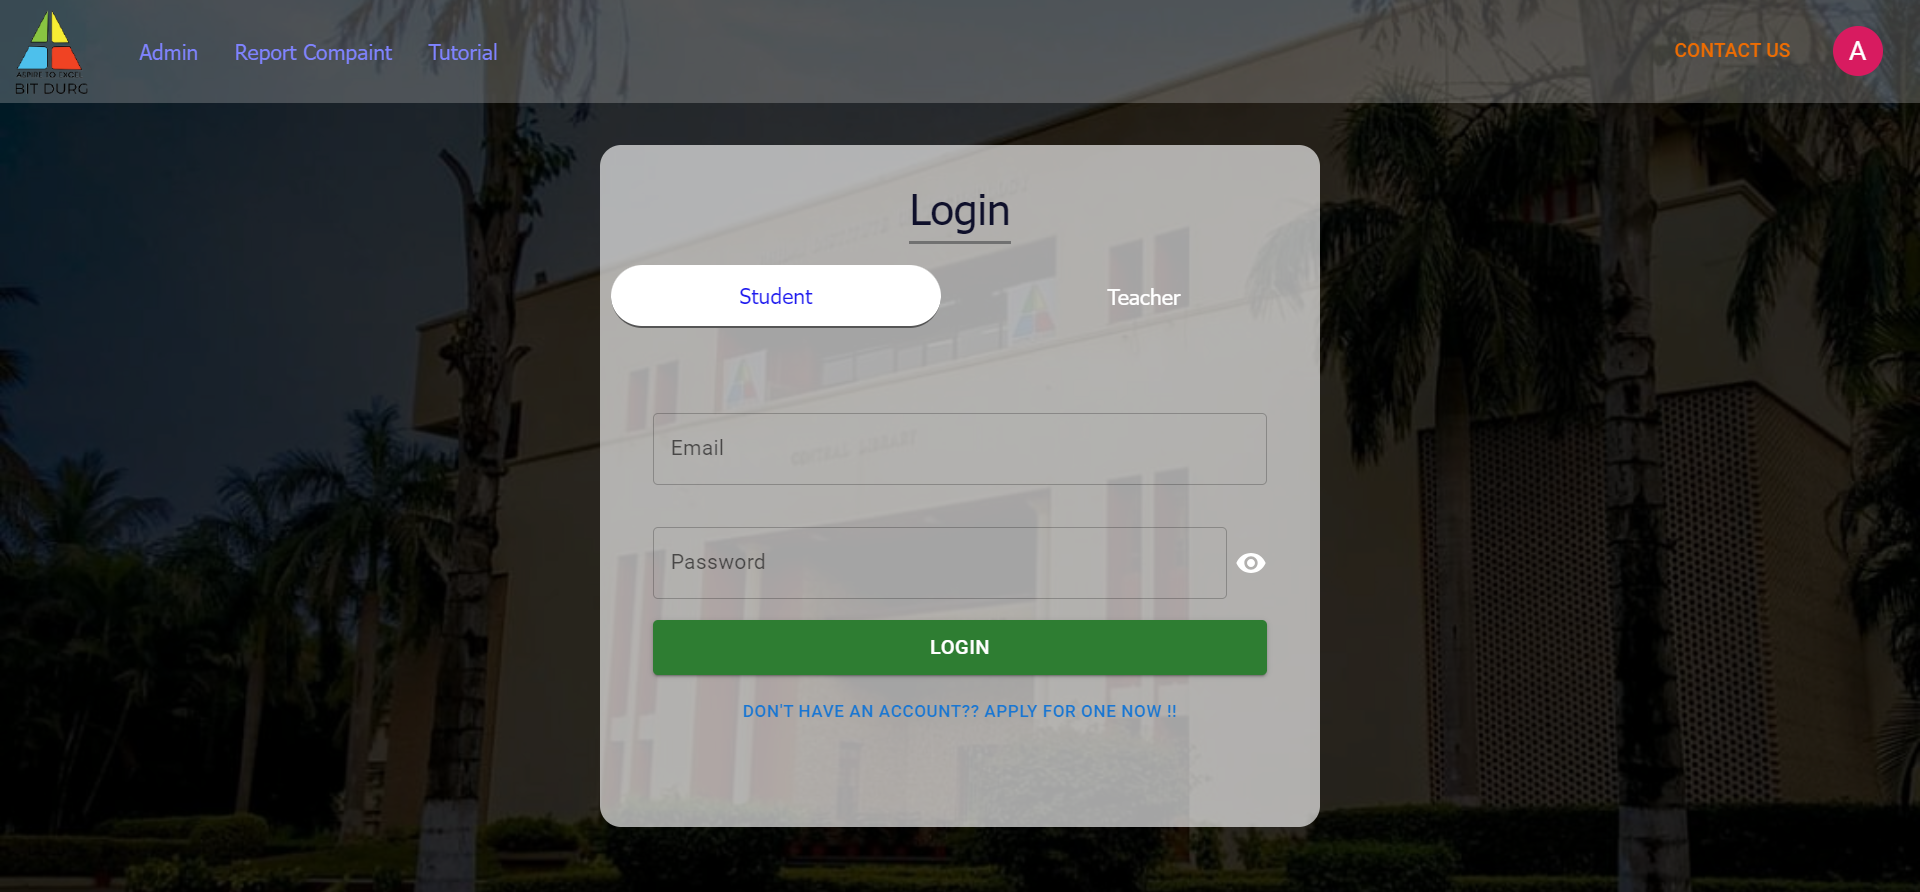 ASPIRE TO EXCEL
BIT DURG
Admin
Report Compaint
Tutorial
CONTACT US
A
Login
Student
Teacher
Email
Password
LOGIN
DON'T HAVE AN ACCOUNT?? APPLY FOR ONE NOW !!